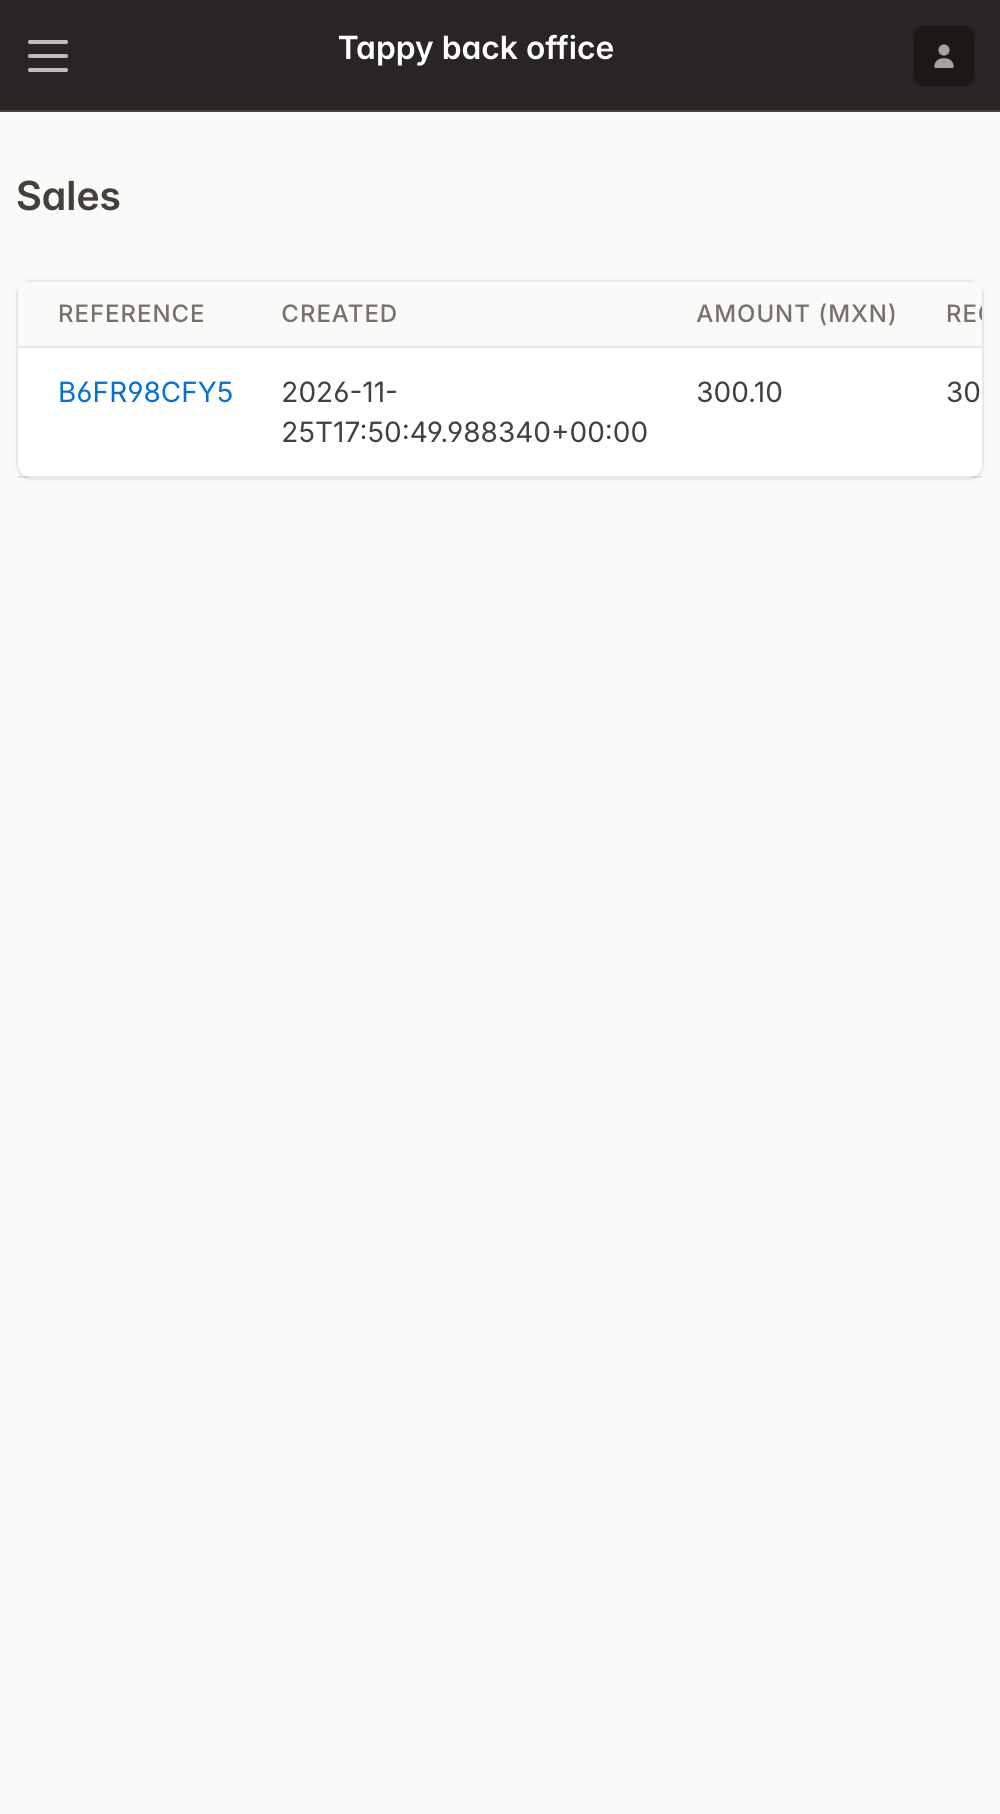 Tappy back office
Sales
REFERENCE CREATED AMOUNT (MXN)
B6FR98CFY5 2026-11- 300.10 30
25T17:50:49.988340+00:00